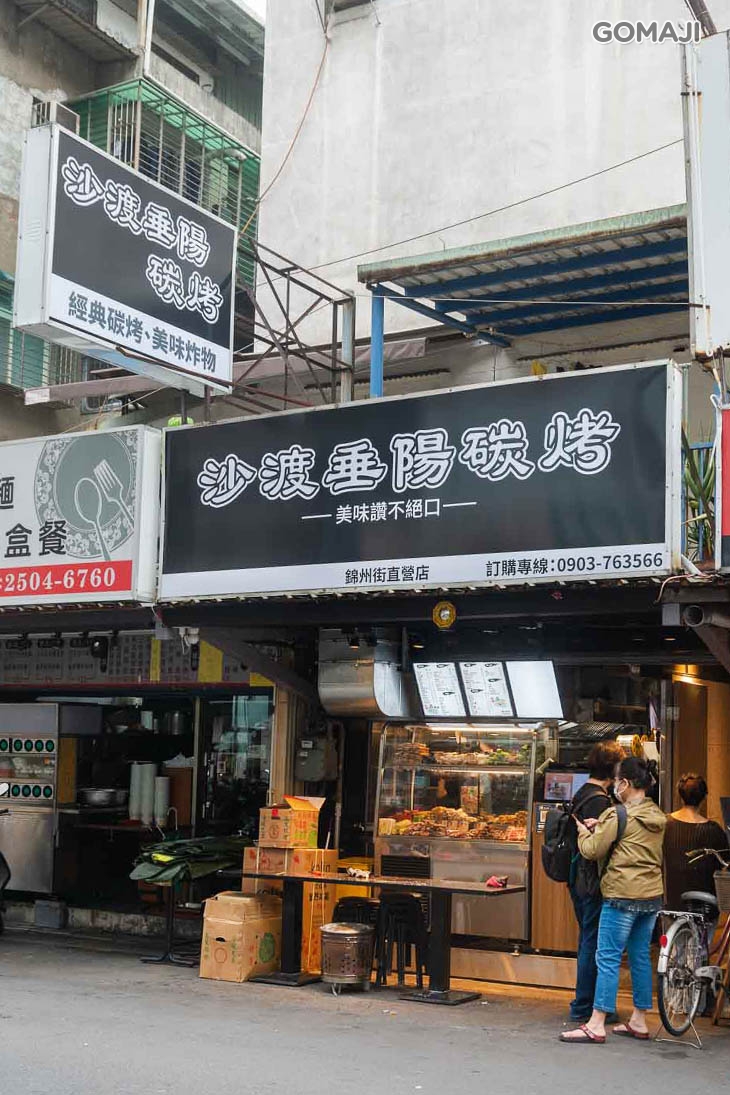 GOMAJI
沙渡垂陽
碳烤
經典碳烤、美味炸物
沙渡垂陽碳烤
美味讚不絕口
錦州街直營店
訂購專線：0903-763566
麵
盒餐
2504-6760